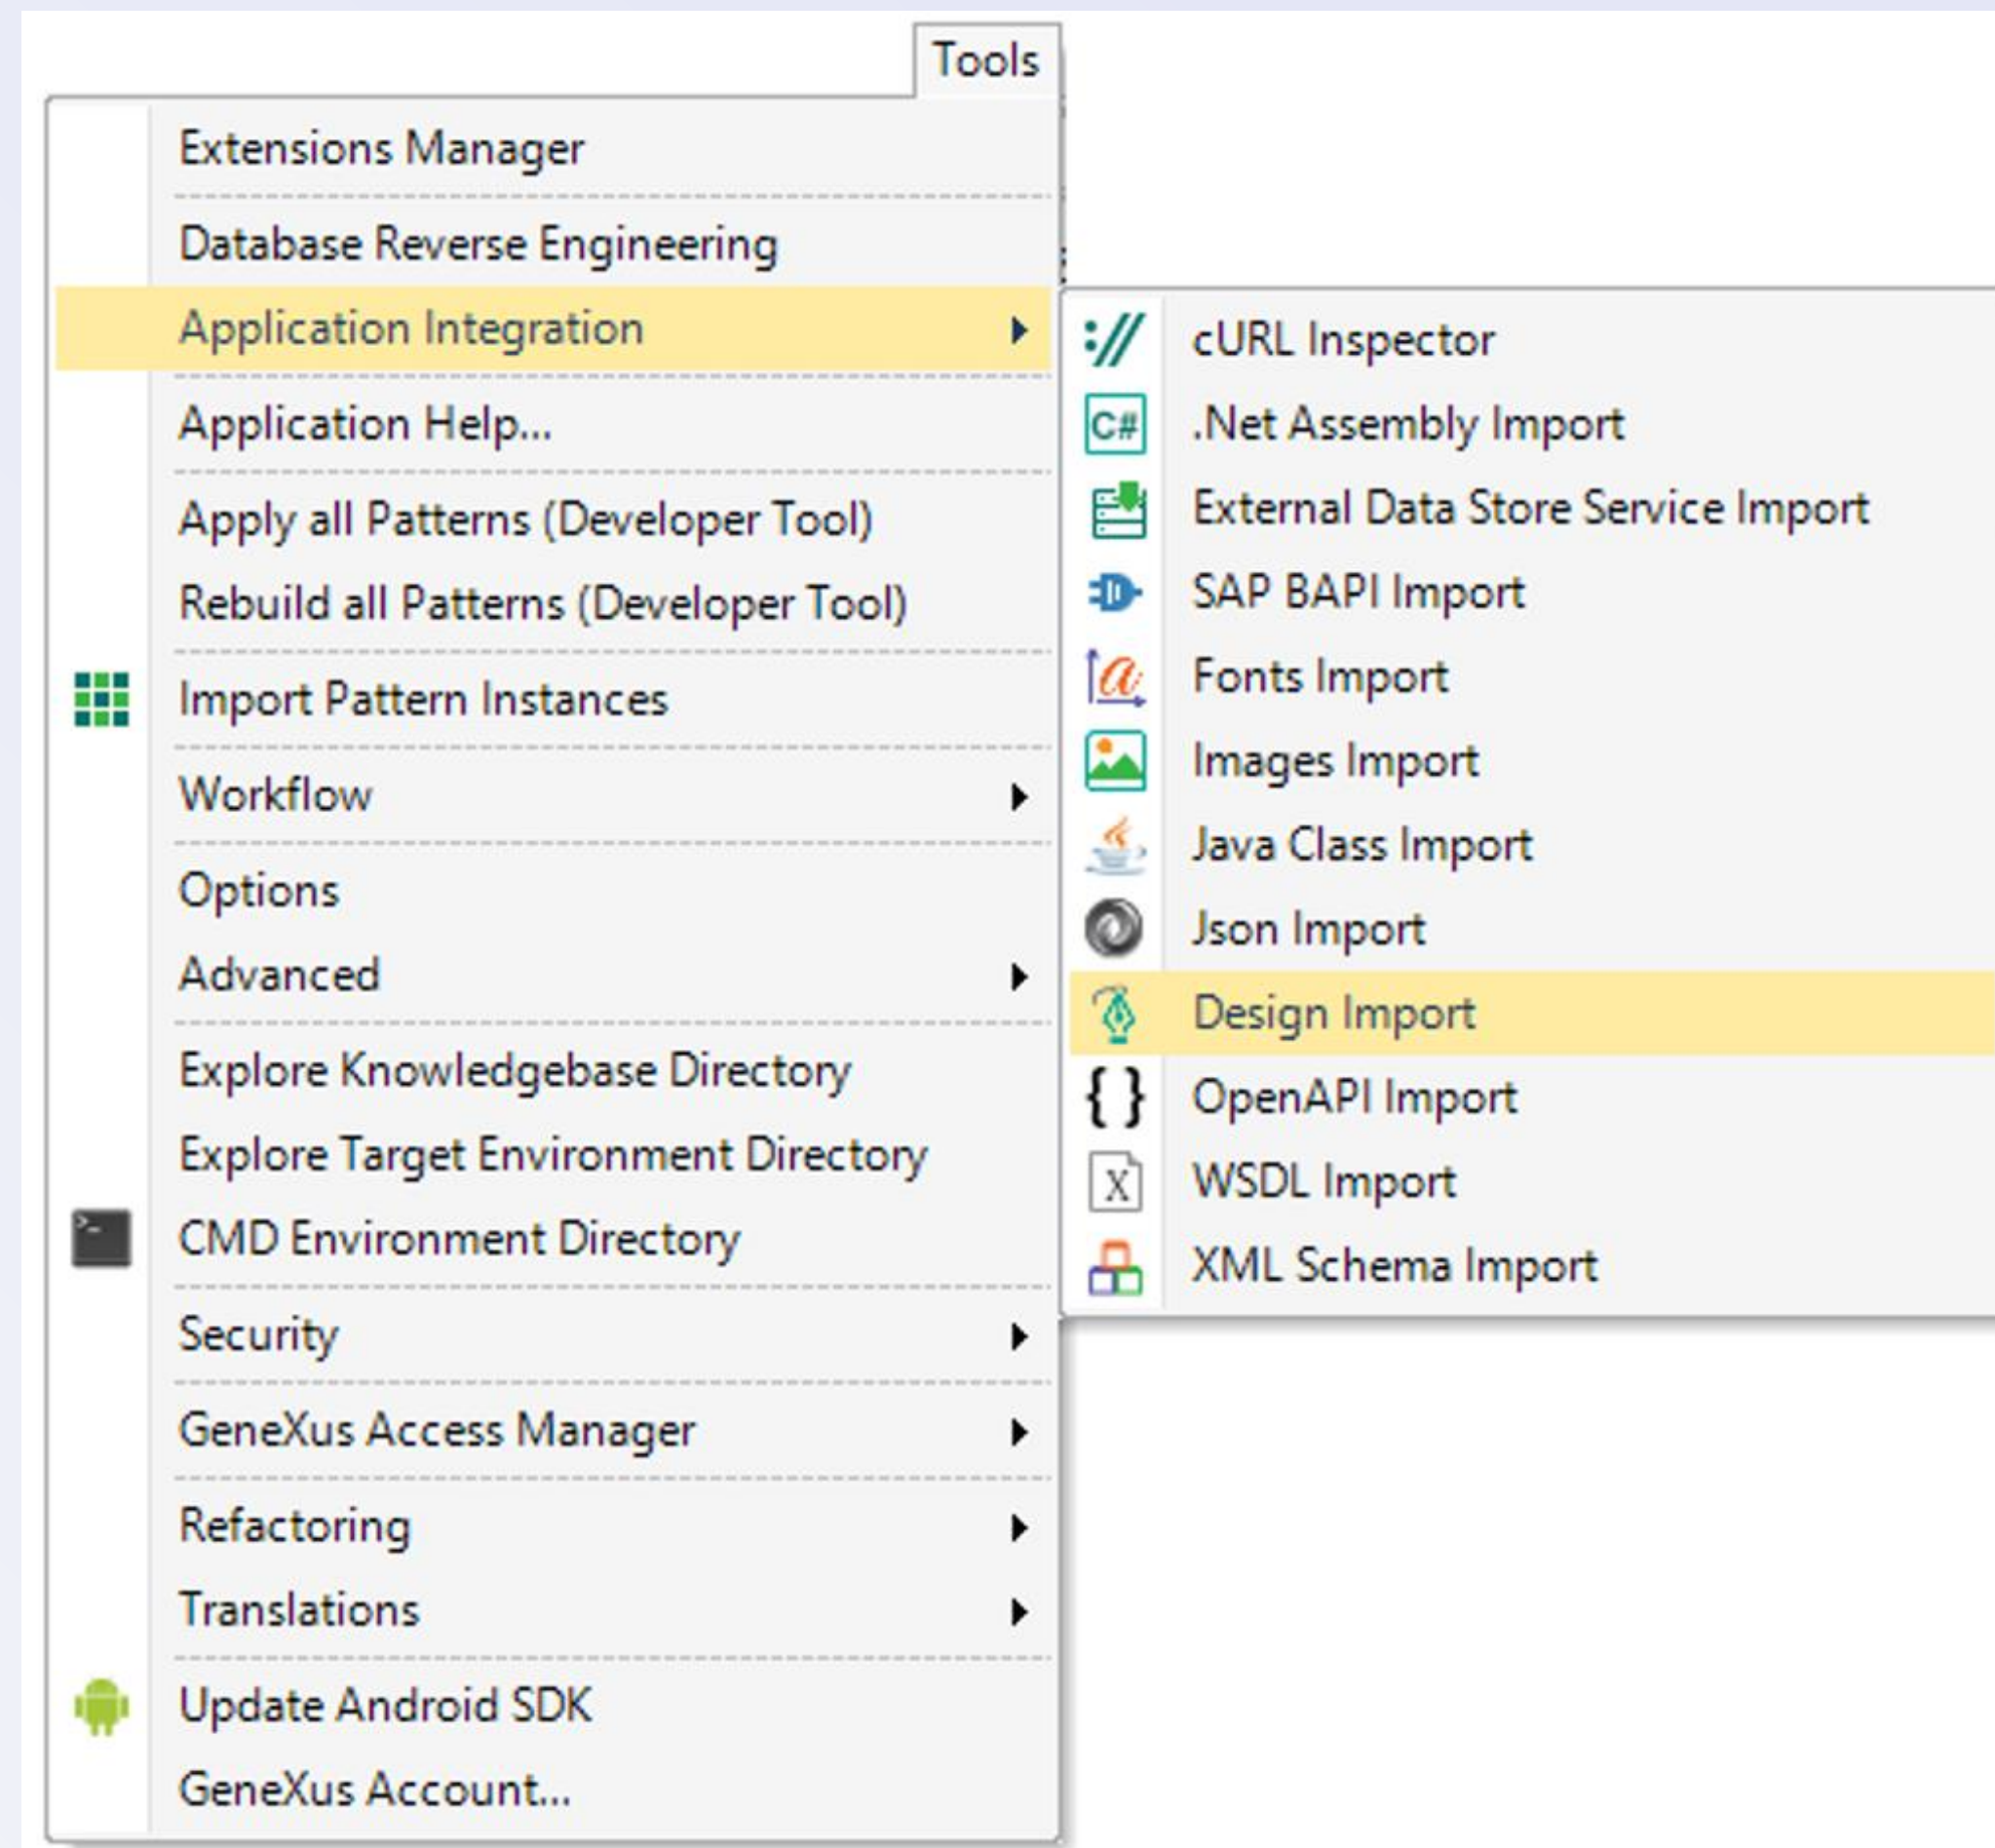 Tools
Extensions Manager
Database Reverse Engineering
Application Integration
Application Help...
Apply all Patterns (Developer Tool)
Rebuild all Patterns (Developer Tool)
Import Pattern Instances
Workflow
Options
Advanced
Explore Knowledgebase Directory
Explore Target Environment Directory
CMD Environment Directory
Security
GeneXus Access Manager
Refactoring
Translations
Update Android SDK
GeneXus Account...
:// cURL Inspector
C# .Net Assembly Import
External Data Store Service Import
SAP BAPI Import
a Fonts Import
Images Import
Java Class Import
Json Import
Design Import
{ } OpenAPI Import
X WSDL Import
XML Schema Import